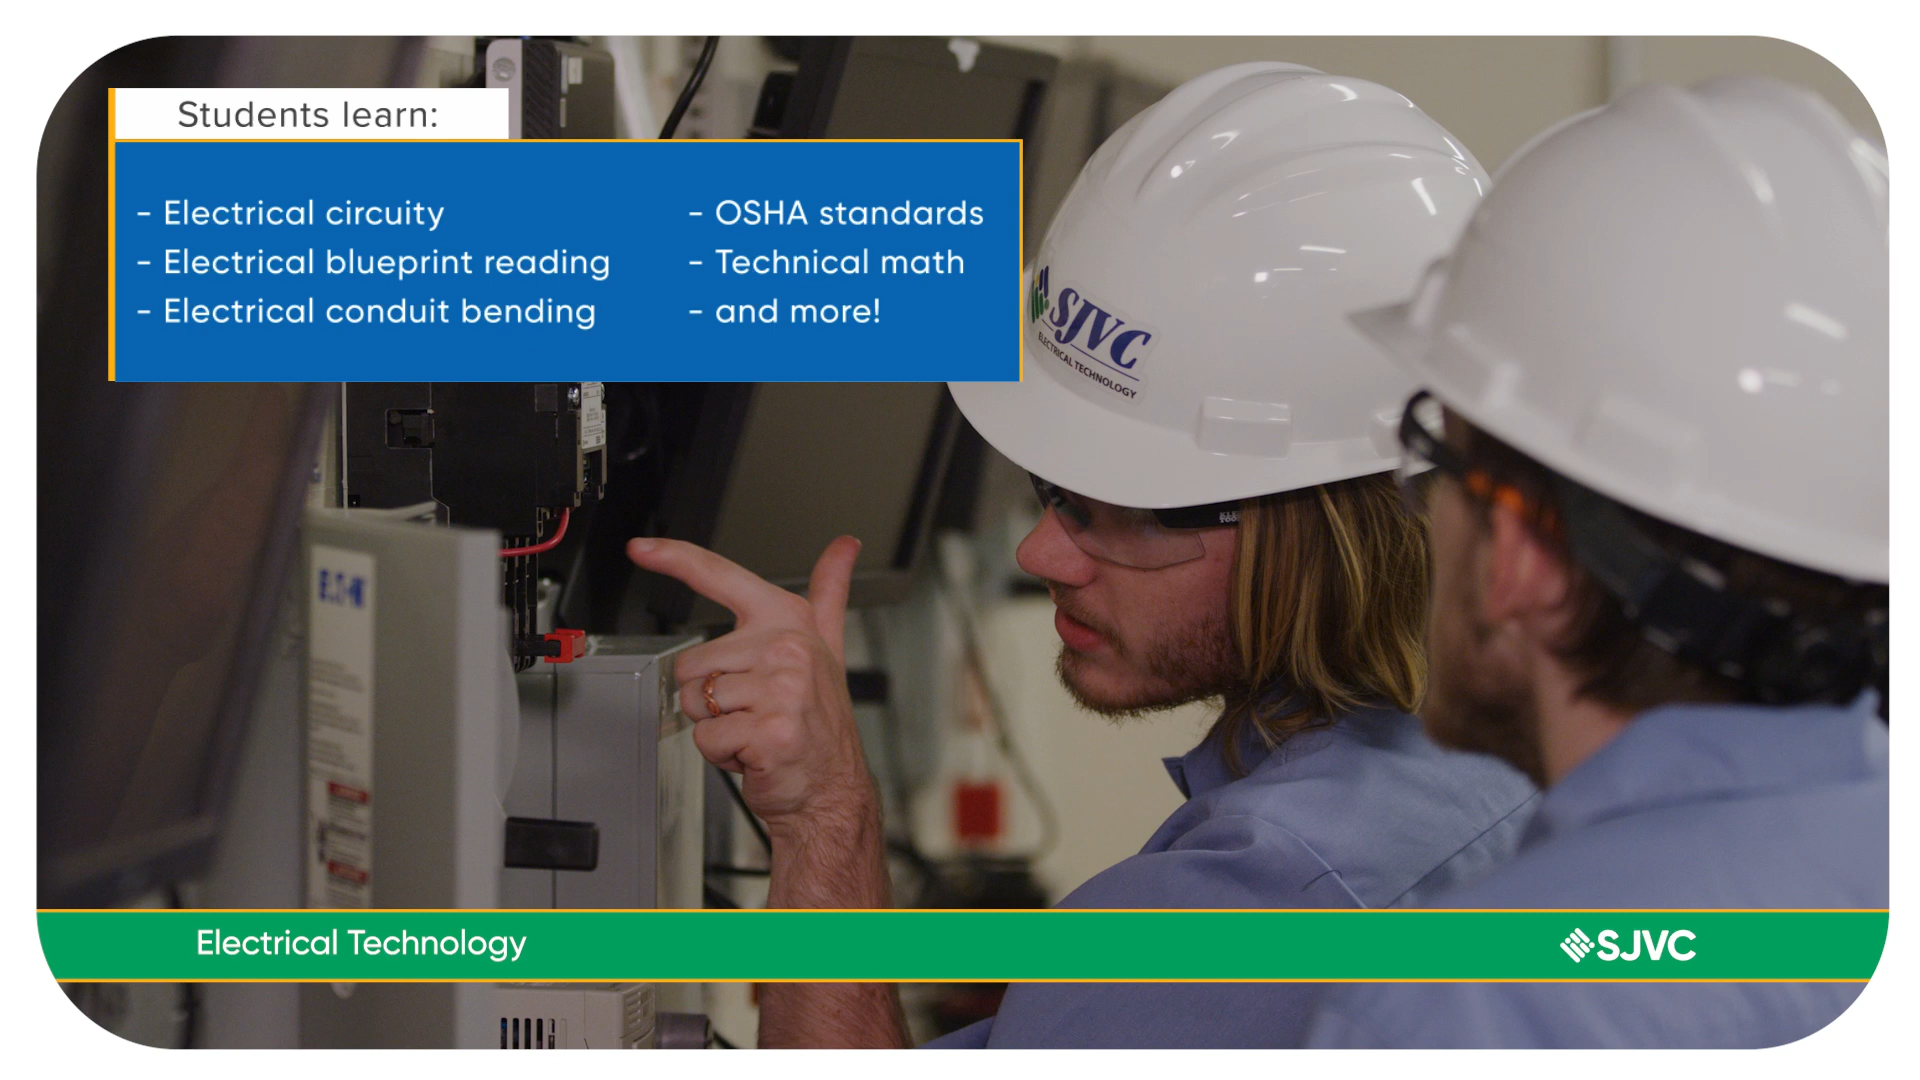 Students learn:
- Electrical circuity
- Electrical blueprint reading
- Electrical conduit bending
- OSHA standards
- Technical math
- and more!
SJVC
ELECTRICAL TECHNOLOGY
EATON
Electrical Technology
SJVC